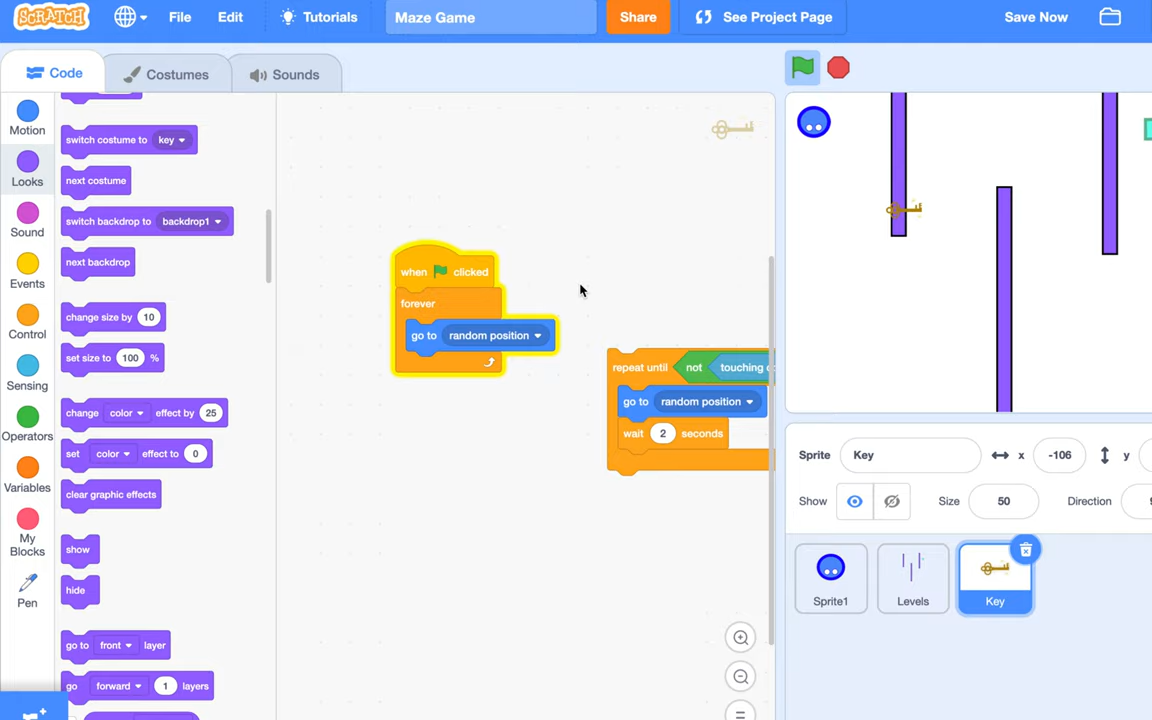 SCRATCH File Edit Tutorials Maze Game Share See Project Page Save Now
Code Costumes Sounds
Motion
Looks
Sound
Events
Control
Sensing
Operators
Variables
My
Blocks
Pen
switch costume to key
next costume
switch backdrop to backdrop1
next backdrop
change size by 10
set size to 100 %
change color effect by 25
set color effect to 0
clear graphic effects
show
hide
go to front layer
go forward 1 layers
when clicked
forever
go to random position
repeat until not touching
go to random position
wait 2 seconds
Sprite Key x -106 y
Show Size 50 Direction
Sprite1 Levels Key